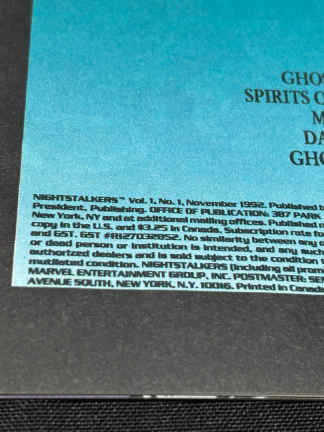 GHOS
SPIRITS O
M
DA
GHO
NIGHTSTALKERS™ Vol. 1, No. 1, November 1992. Published b
President, Publishing. OFFICE OF PUBLICATION: 387 PARK
New York, NY and at additional mailing offices. Published m
copy in the U.S. and $3.25 in Canada. Subscription rate fo
and GST. GST #R127032852. No similarity between any o
or dead person or institution is intended, and any such
authorized dealers and is sold subject to the condition
mutilated condition. NIGHTSTALKERS (including all prom
MARVEL ENTERTAINMENT GROUP, INC. POSTMASTER: SE
AVENUE SOUTH, NEW YORK, N.Y. 10016. Printed in Canad